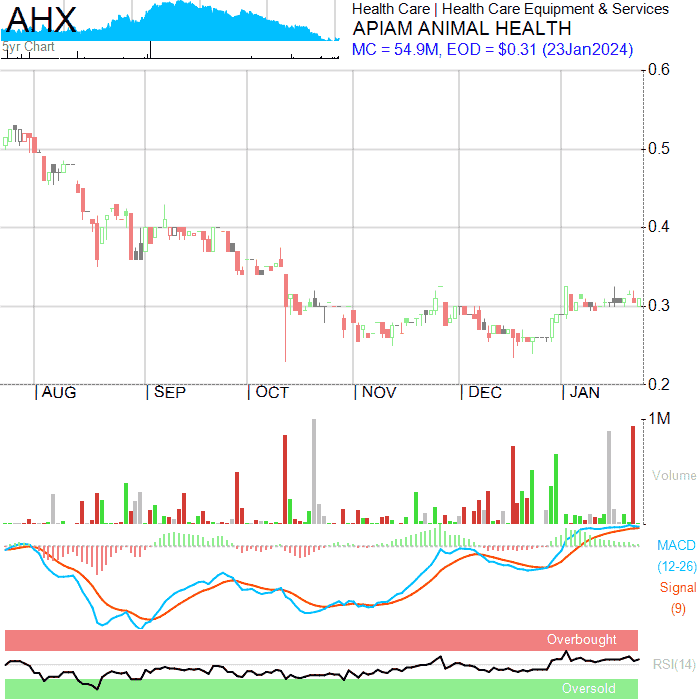 AHX
5yr Chart
Health Care | Health Care Equipment & Services
APIAM ANIMAL HEALTH
MC = 54.9M, EOD = $0.31 (23Jan2024)
0.6
0.5
0.4
0.3
0.2
| AUG | SEP | OCT | NOV | DEC | JAN
1M
Volume
MACD
(12-26)
Signal
(9)
Overbought
RSI(14)
Oversold